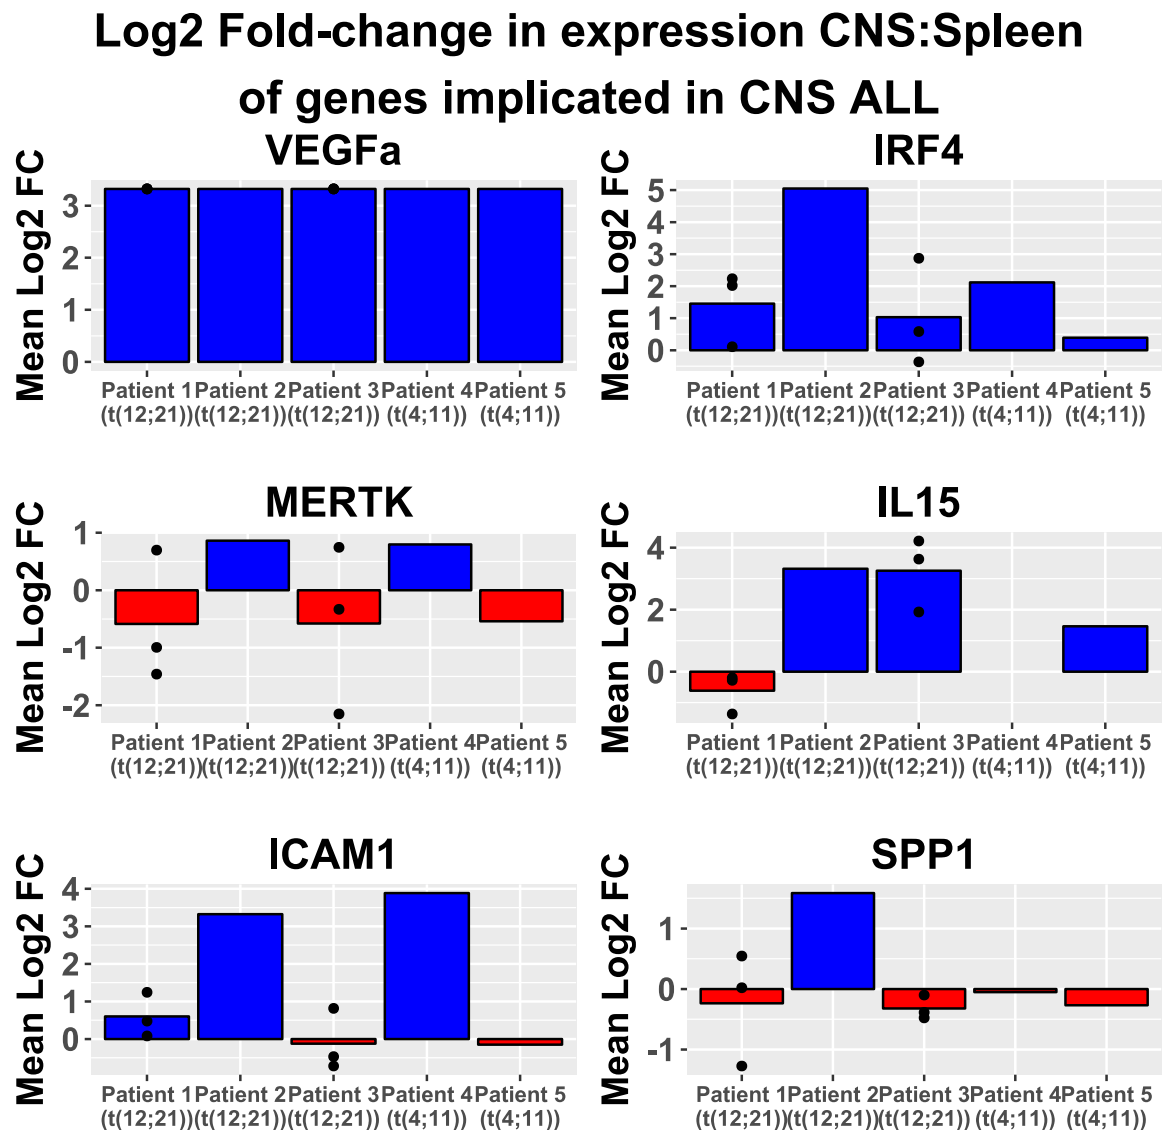 Log2 Fold-change in expression CNS:Spleen
of genes implicated in CNS ALL
VEGFa
Mean Log2 FC
3
2
1
0
Patient 1 Patient 2 Patient 3 Patient 4 Patient 5
(t(12;21)) (t(12;21)) (t(12;21)) (t(4;11)) (t(4;11))
IRF4
Mean Log2 FC
5
4
3
2
1
0
Patient 1 Patient 2 Patient 3 Patient 4 Patient 5
(t(12;21)) (t(12;21)) (t(12;21)) (t(4;11)) (t(4;11))
MERTK
Mean Log2 FC
1
0
-1
-2
Patient 1 Patient 2 Patient 3 Patient 4 Patient 5
(t(12;21)) (t(12;21)) (t(12;21)) (t(4;11)) (t(4;11))
IL15
Mean Log2 FC
4
2
0
Patient 1 Patient 2 Patient 3 Patient 4 Patient 5
(t(12;21)) (t(12;21)) (t(12;21)) (t(4;11)) (t(4;11))
ICAM1
Mean Log2 FC
4
3
2
1
0
Patient 1 Patient 2 Patient 3 Patient 4 Patient 5
(t(12;21)) (t(12;21)) (t(12;21)) (t(4;11)) (t(4;11))
SPP1
Mean Log2 FC
1
0
-1
Patient 1 Patient 2 Patient 3 Patient 4 Patient 5
(t(12;21)) (t(12;21)) (t(12;21)) (t(4;11)) (t(4;11))